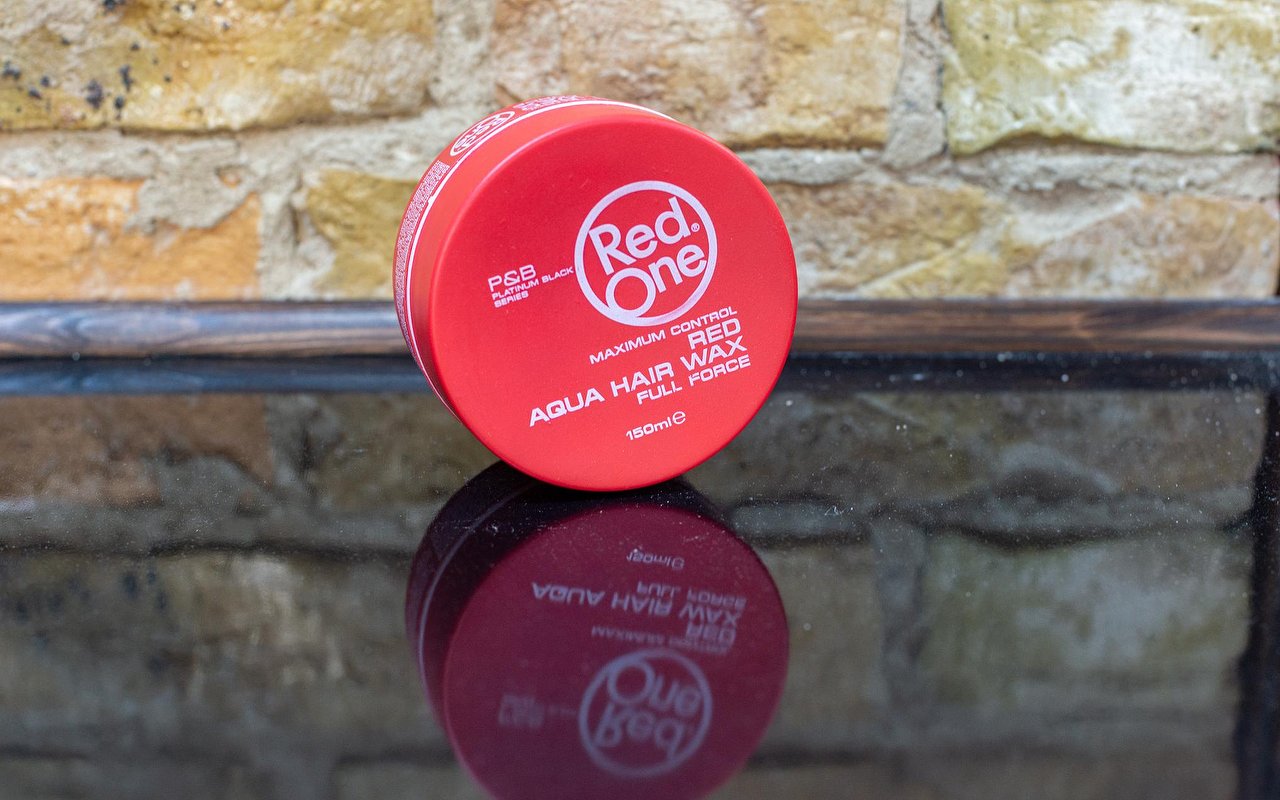 Red®
One
P&B
PLATINUM BLACK
SERIES
MAXIMUM CONTROL
RED
AQUA HAIR WAX
FULL FORCE
150ml e